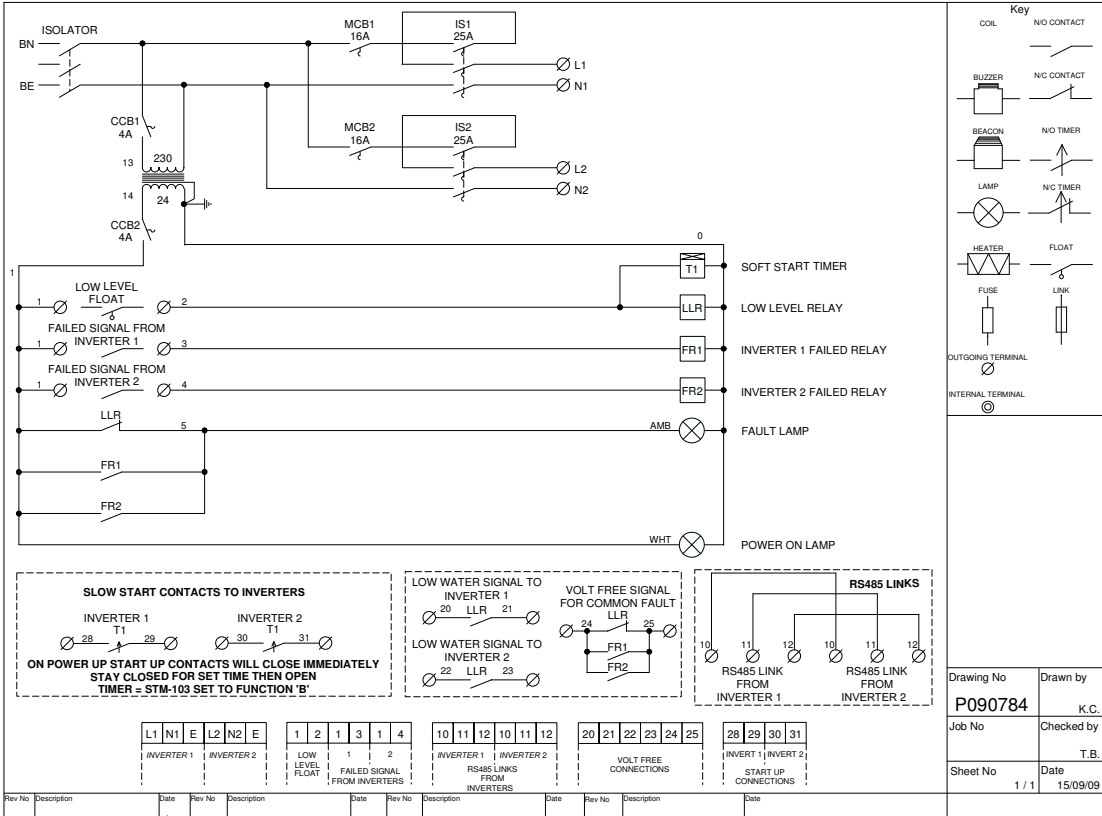 ISOLATOR
BN
BE
MCB1
16A
IS1
25A
L1
N1
CCB1
4A
MCB2
16A
IS2
25A
L2
N2
13
230
14
24
CCB2
4A
0
1
T1
SOFT START TIMER
LOW LEVEL
FLOAT
1
2
LLR
LOW LEVEL RELAY
FAILED SIGNAL FROM
INVERTER 1
1
3
FR1
INVERTER 1 FAILED RELAY
FAILED SIGNAL FROM
INVERTER 2
1
4
FR2
INVERTER 2 FAILED RELAY
LLR
5
AMB
FAULT LAMP
FR1
FR2
WHT
POWER ON LAMP
SLOW START CONTACTS TO INVERTERS
INVERTER 1
T1
28
29
INVERTER 2
T1
30
31
ON POWER UP START UP CONTACTS WILL CLOSE IMMEDIATELY
STAY CLOSED FOR SET TIME THEN OPEN
TIMER = STM-103 SET TO FUNCTION 'B'
LOW WATER SIGNAL TO
INVERTER 1
20 LLR 21
LOW WATER SIGNAL TO
INVERTER 2
22 LLR 23
VOLT FREE SIGNAL
FOR COMMON FAULT
LLR
24
25
FR1
FR2
RS485 LINKS
10 11 12 10 11 12
RS485 LINK
FROM
INVERTER 1
RS485 LINK
FROM
INVERTER 2
L1 N1 E L2 N2 E
INVERTER 1 INVERTER 2
1 2 1 3 1 4
LOW
LEVEL
FLOAT
1 2
FAILED SIGNAL
FROM INVERTERS
10 11 12 10 11 12
INVERTER 1 INVERTER 2
RS485 LINKS
FROM
INVERTERS
20 21 22 23 24 25
VOLT FREE
CONNECTIONS
28 29 30 31
INVERT 1 INVERT 2
START UP
CONNECTIONS
Key
COIL
N/O CONTACT
BUZZER
N/C CONTACT
BEACON
N/O TIMER
LAMP
N/C TIMER
HEATER
FLOAT
FUSE
LINK
OUTGOING TERMINAL
INTERNAL TERMINAL
Drawing No
P090784
Drawn by
K.C.
Job No
Checked by
T.B.
Sheet No
1 / 1
Date
15/09/09
Rev No Description Date Rev No Description Date Rev No Description Date Rev No Description Date